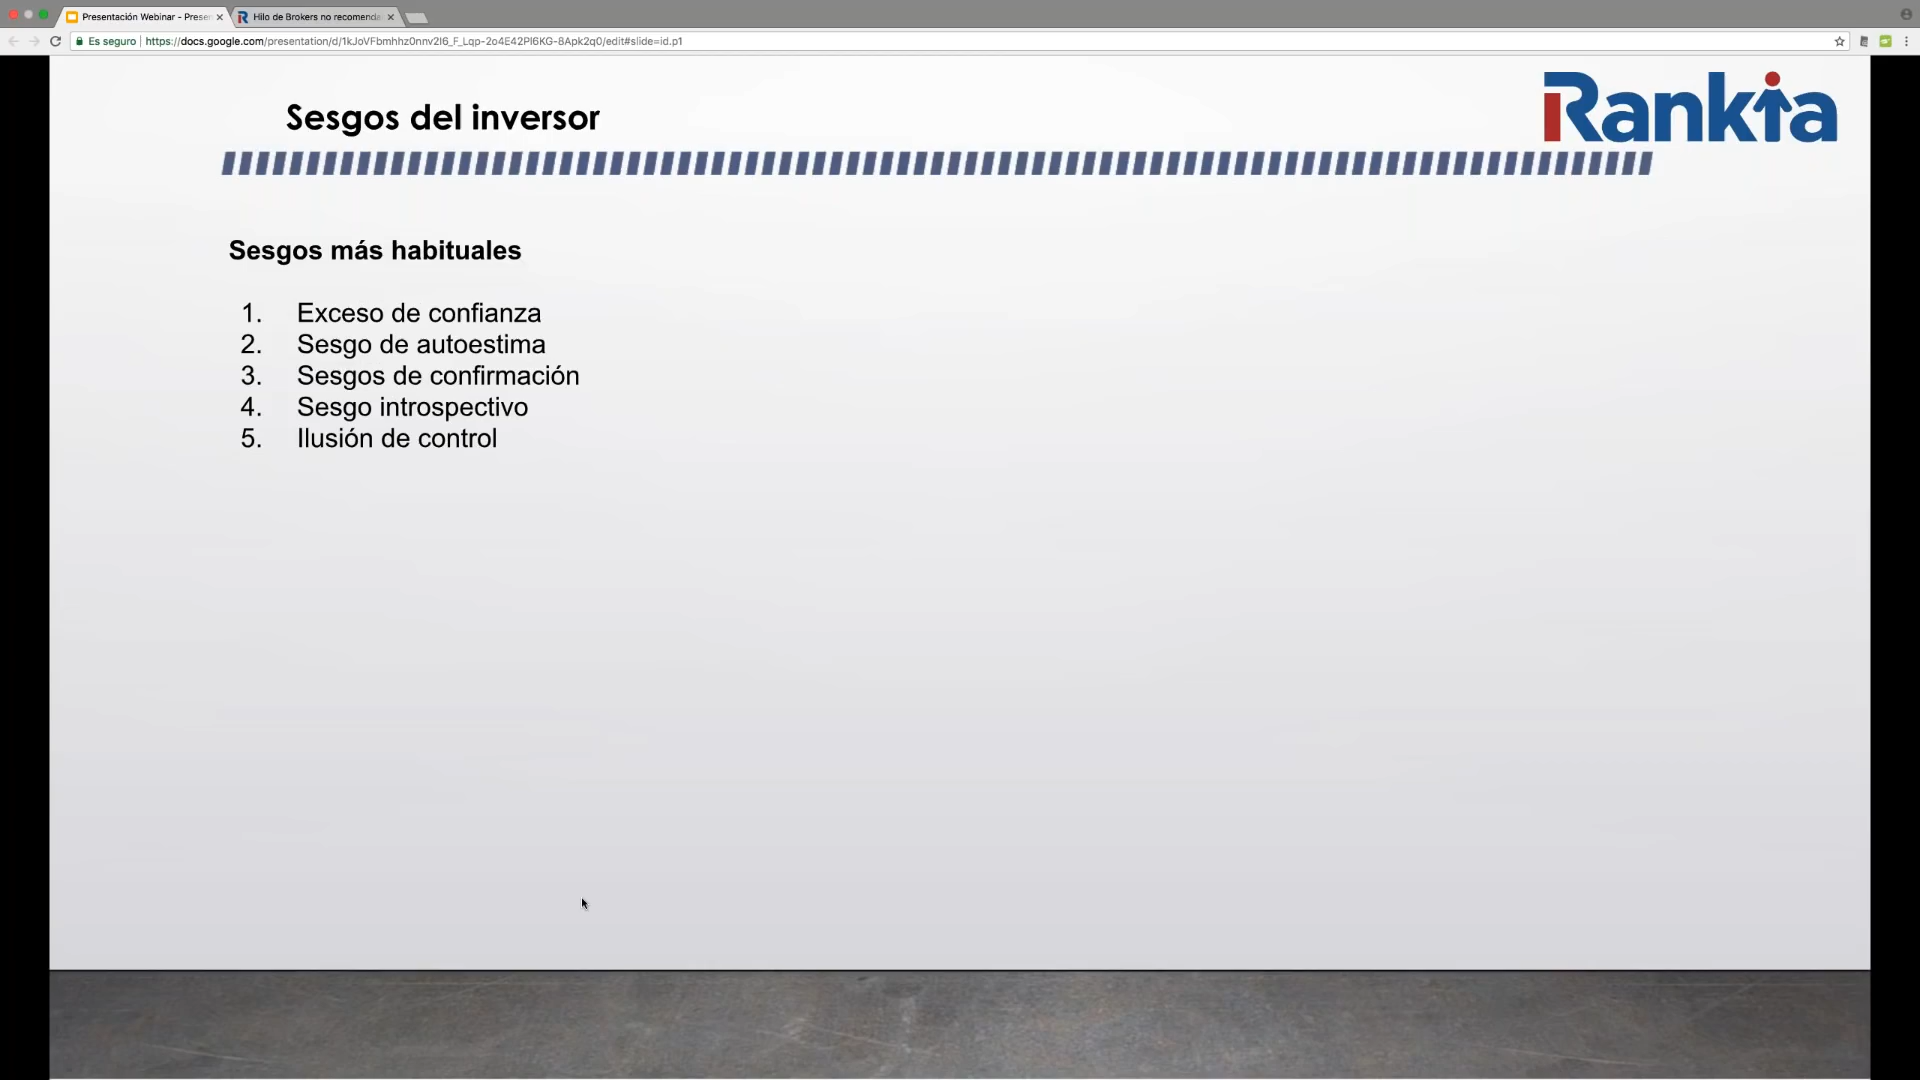 Presentación Webinar - Presen
Hilo de Brokers no recomenda
Es seguro
https://docs.google.com/presentation/d/1kJoVFbmhhz0nnv2I6_F_Lqp-2o4E42PI6KG-8Apk2q0/edit#slide=id.p1
Sesgos del inversor
Rankia
Sesgos más habituales
1. Exceso de confianza
2. Sesgo de autoestima
3. Sesgos de confirmación
4. Sesgo introspectivo
5. Ilusión de control